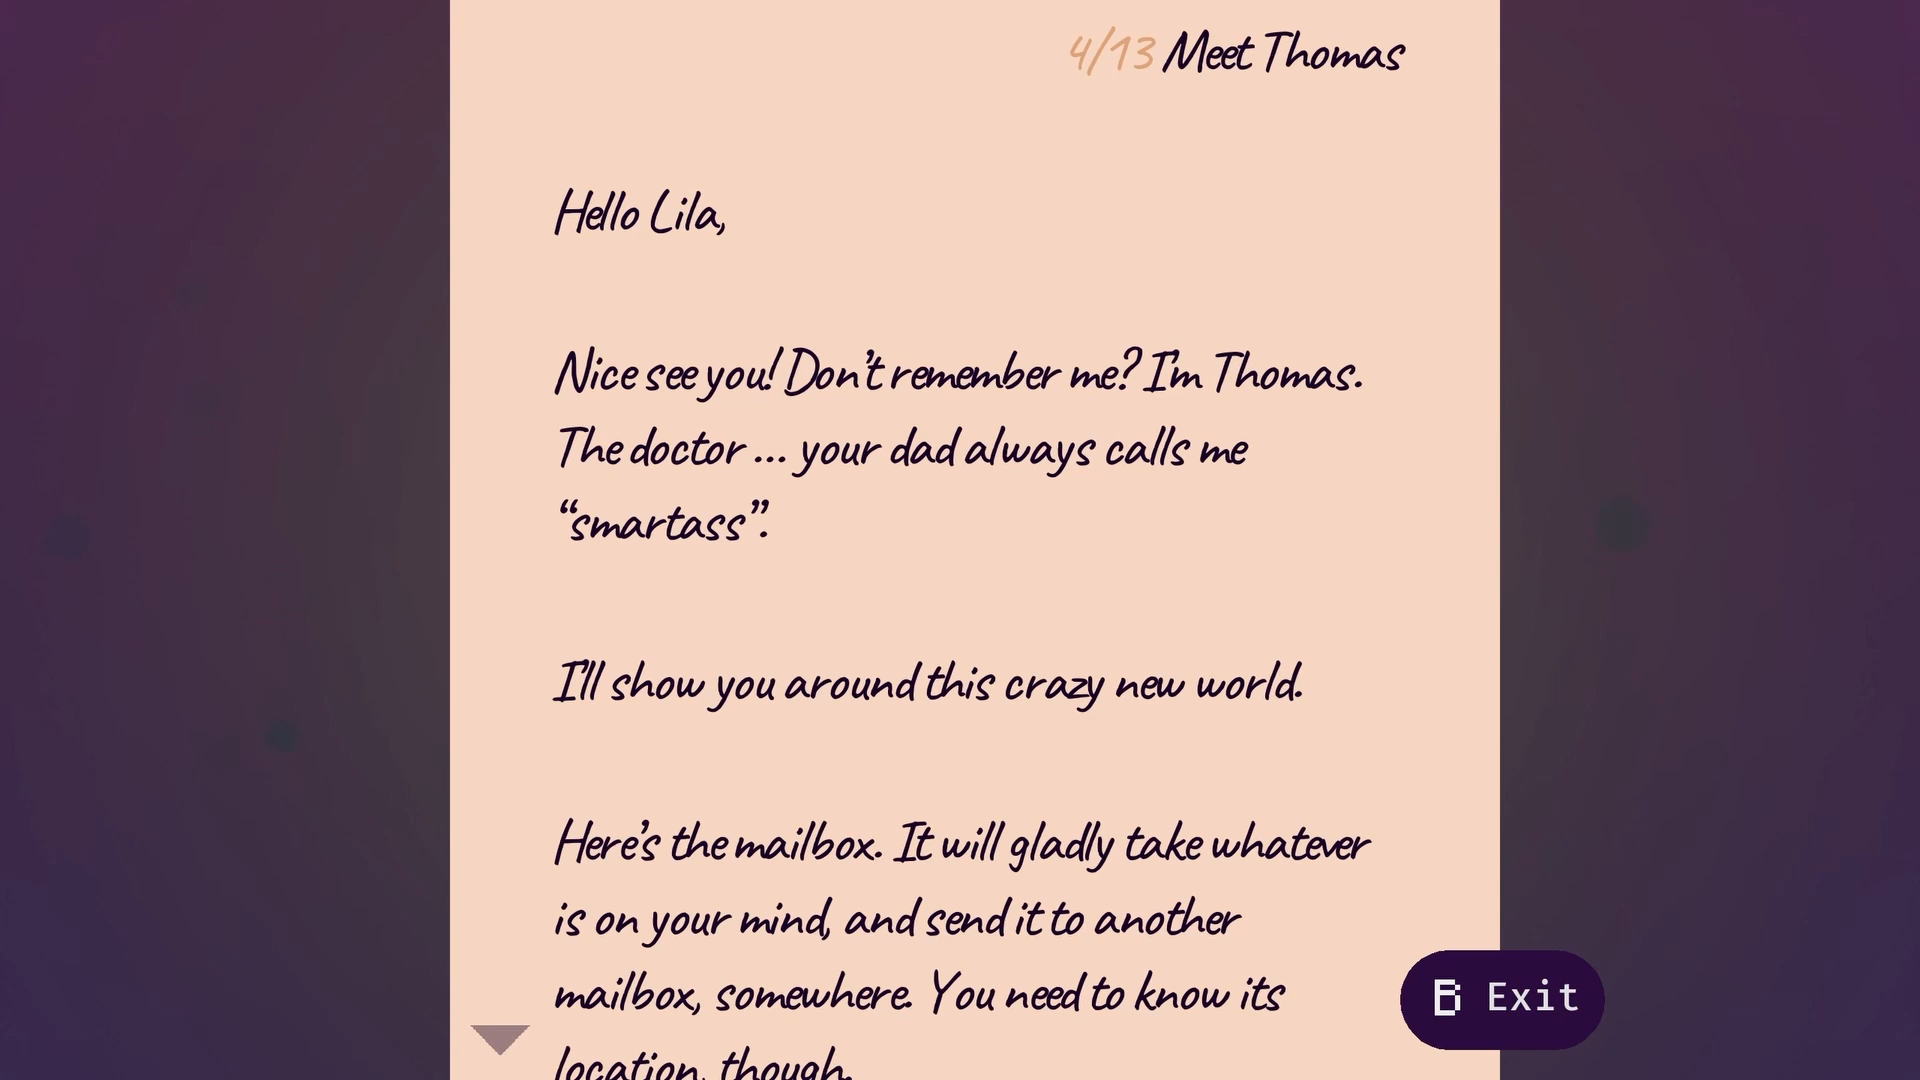 4/13 Meet Thomas
Hello Lila,
Nice see you! Don't remember me? I'm Thomas.
The doctor ... your dad always calls me
“smartass”.
I'll show you around this crazy new world.
Here's the mailbox. It will gladly take whatever
is on your mind, and send it to another
mailbox, somewhere. You need to know its
location, though.
B Exit